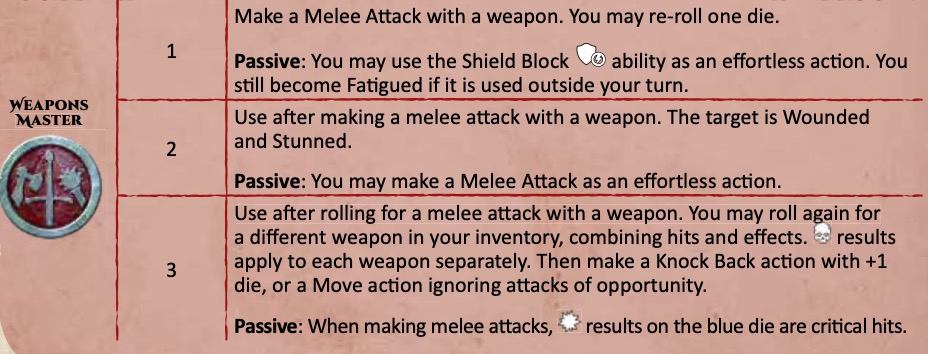 Make a Melee Attack with a weapon. You may re-roll one die.
1
Passive: You may use the Shield Block ability as an effortless action. You
still become Fatigued if it is used outside your turn.
WEAPONS
MASTER
2
Use after making a melee attack with a weapon. The target is Wounded
and Stunned.
Passive: You may make a Melee Attack as an effortless action.
3
Use after rolling for a melee attack with a weapon. You may roll again for
a different weapon in your inventory, combining hits and effects. results
apply to each weapon separately. Then make a Knock Back action with +1
die, or a Move action ignoring attacks of opportunity.
Passive: When making melee attacks, results on the blue die are critical hits.